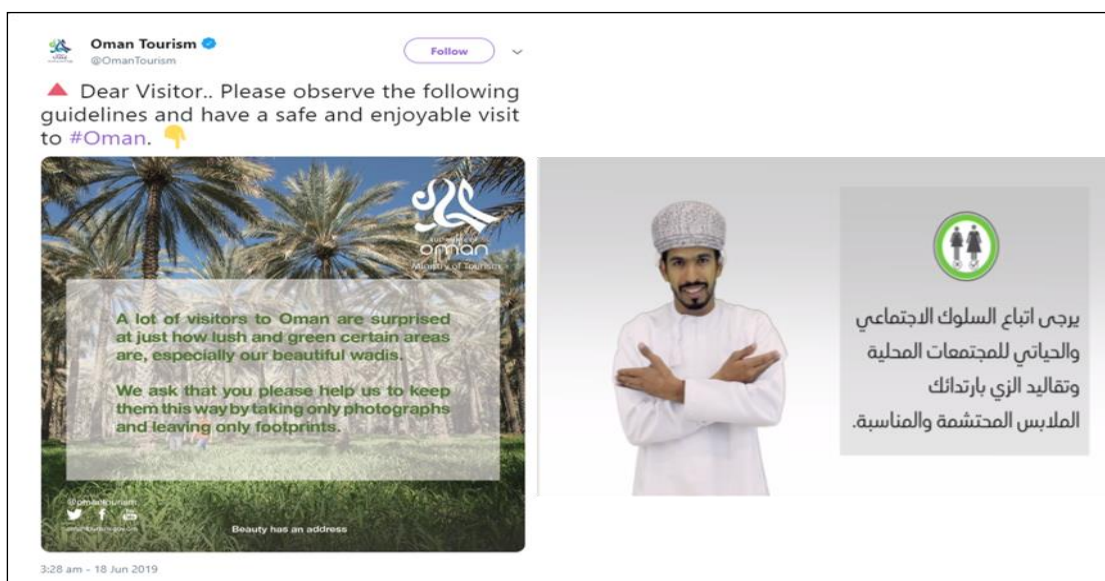 Oman Tourism
@OmanTourism
Follow
Dear Visitor.. Please observe the following
guidelines and have a safe and enjoyable visit
to #Oman.
oman
Ministry of Tourism
A lot of visitors to Oman are surprised
at just how lush and green certain areas
are, especially our beautiful wadis.
We ask that you please help us to keep
them this way by taking only photographs
and leaving only footprints.
@omantourism
Beauty has an address
3:28 am - 18 Jun 2019
يرجى اتباع السلوك الاجتماعي
والحياتي للمجتمعات المحلية
وتقاليد الزي بارتدائك
الملابس المحتشمة والمناسبة.